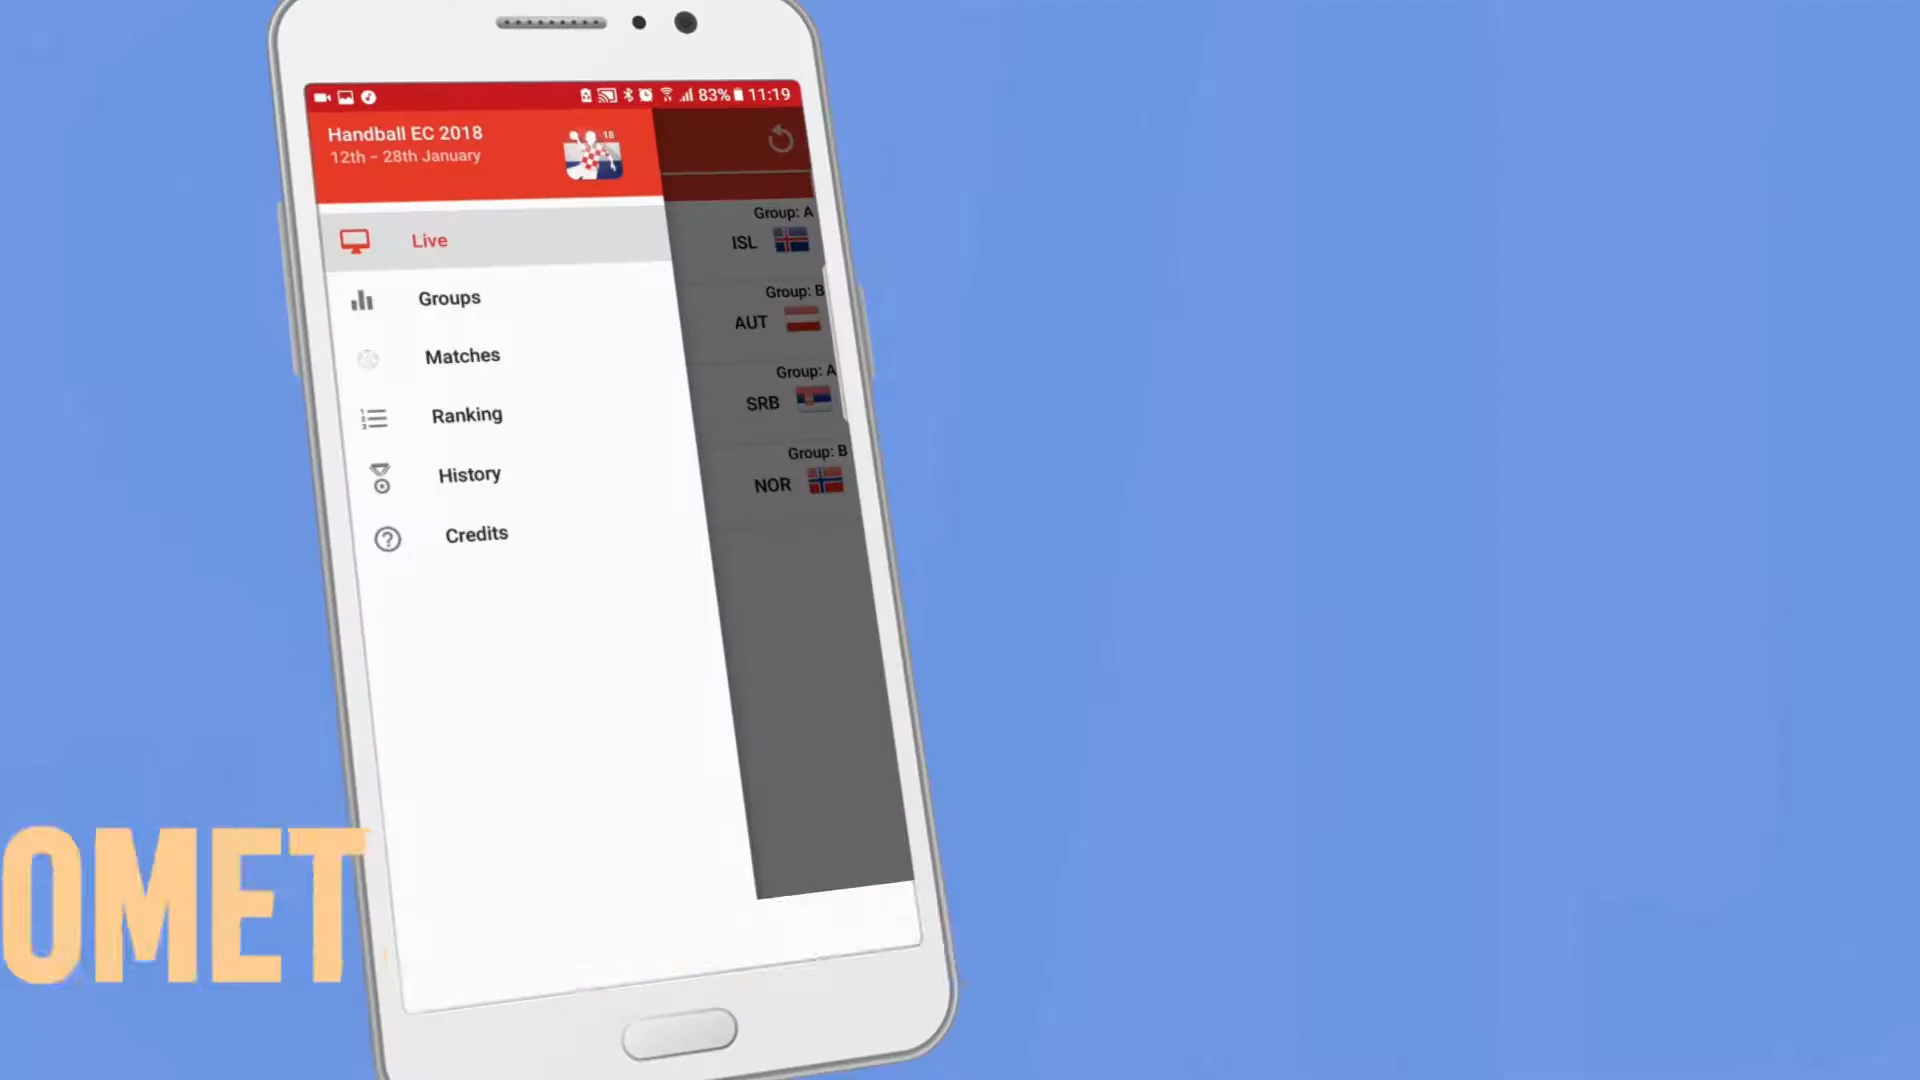 83% 11:19
Handball EC 2018
12th - 28th January
18
Live
Groups
Matches
Ranking
History
Credits
Group: A
ISL
Group: B
AUT
Group: A
SRB
Group: B
NOR
OMET